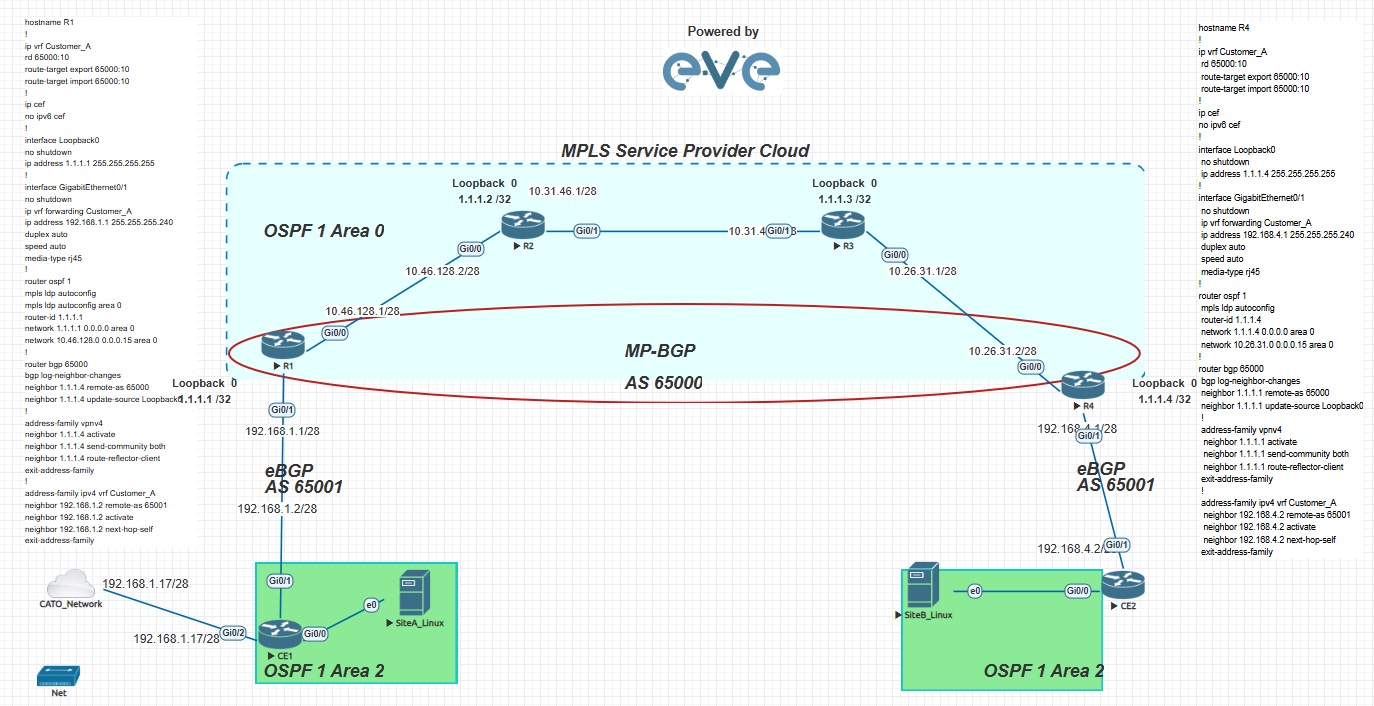 hostname R1
!
ip vrf Customer_A
rd 65000:10
route-target export 65000:10
route-target import 65000:10
!
ip cef
no ipv6 cef
!
interface Loopback0
no shutdown
ip address 1.1.1.1 255.255.255.255
!
interface GigabitEthernet0/1
no shutdown
ip vrf forwarding Customer_A
ip address 192.168.1.1 255.255.255.240
duplex auto
speed auto
media-type rj45
!
router ospf 1
mpls ldp autoconfig
mpls ldp autoconfig area 0
router-id 1.1.1.1
network 1.1.1.1 0.0.0.0 area 0
network 10.46.128.0 0.0.0.15 area 0
!
router bgp 65000
bgp log-neighbor-changes
neighbor 1.1.1.4 remote-as 65000
neighbor 1.1.1.4 update-source Loopback0
!
address-family vpnv4
neighbor 1.1.1.4 activate
neighbor 1.1.1.4 send-community both
neighbor 1.1.1.4 route-reflector-client
exit-address-family
!
address-family ipv4 vrf Customer_A
neighbor 192.168.1.2 remote-as 65001
neighbor 192.168.1.2 activate
neighbor 192.168.1.2 next-hop-self
exit-address-family
Powered by
eve
MPLS Service Provider Cloud
OSPF 1 Area 0
Loopback 0
1.1.1.2 /32
10.31.46.1/28
R2
Gi0/1
Gi0/0
10.46.128.2/28
Loopback 0
1.1.1.3 /32
10.31.4
Gi0/1
R3
Gi0/0
10.26.31.1/28
10.46.128.1/28
Gi0/0
R1
Loopback 0
1.1.1.1 /32
MP-BGP
AS 65000
10.26.31.2/28
Gi0/0
R4
Loopback 0
1.1.1.4 /32
Gi0/1
192.168.1.1/28
eBGP
AS 65001
192.168.1.2/28
192.168.4.1/28
Gi0/1
eBGP
AS 65001
192.168.4.2/28
Gi0/1
CATO_Network
192.168.1.17/28
192.168.1.17/28
Gi0/2
Gi0/1
Gi0/0
e0
SiteA_Linux
CE1
OSPF 1 Area 2
Net
SiteB_Linux
e0
Gi0/0
CE2
OSPF 1 Area 2
hostname R4
!
ip vrf Customer_A
rd 65000:10
route-target export 65000:10
route-target import 65000:10
!
ip cef
no ipv6 cef
!
interface Loopback0
no shutdown
ip address 1.1.1.4 255.255.255.255
!
interface GigabitEthernet0/1
no shutdown
ip vrf forwarding Customer_A
ip address 192.168.4.1 255.255.255.240
duplex auto
speed auto
media-type rj45
!
router ospf 1
mpls ldp autoconfig
router-id 1.1.1.4
network 1.1.1.4 0.0.0.0 area 0
network 10.26.31.0 0.0.0.15 area 0
!
router bgp 65000
bgp log-neighbor-changes
neighbor 1.1.1.1 remote-as 65000
neighbor 1.1.1.1 update-source Loopback0
!
address-family vpnv4
neighbor 1.1.1.1 activate
neighbor 1.1.1.1 send-community both
neighbor 1.1.1.1 route-reflector-client
exit-address-family
!
address-family ipv4 vrf Customer_A
neighbor 192.168.4.2 remote-as 65001
neighbor 192.168.4.2 activate
neighbor 192.168.4.2 next-hop-self
exit-address-family